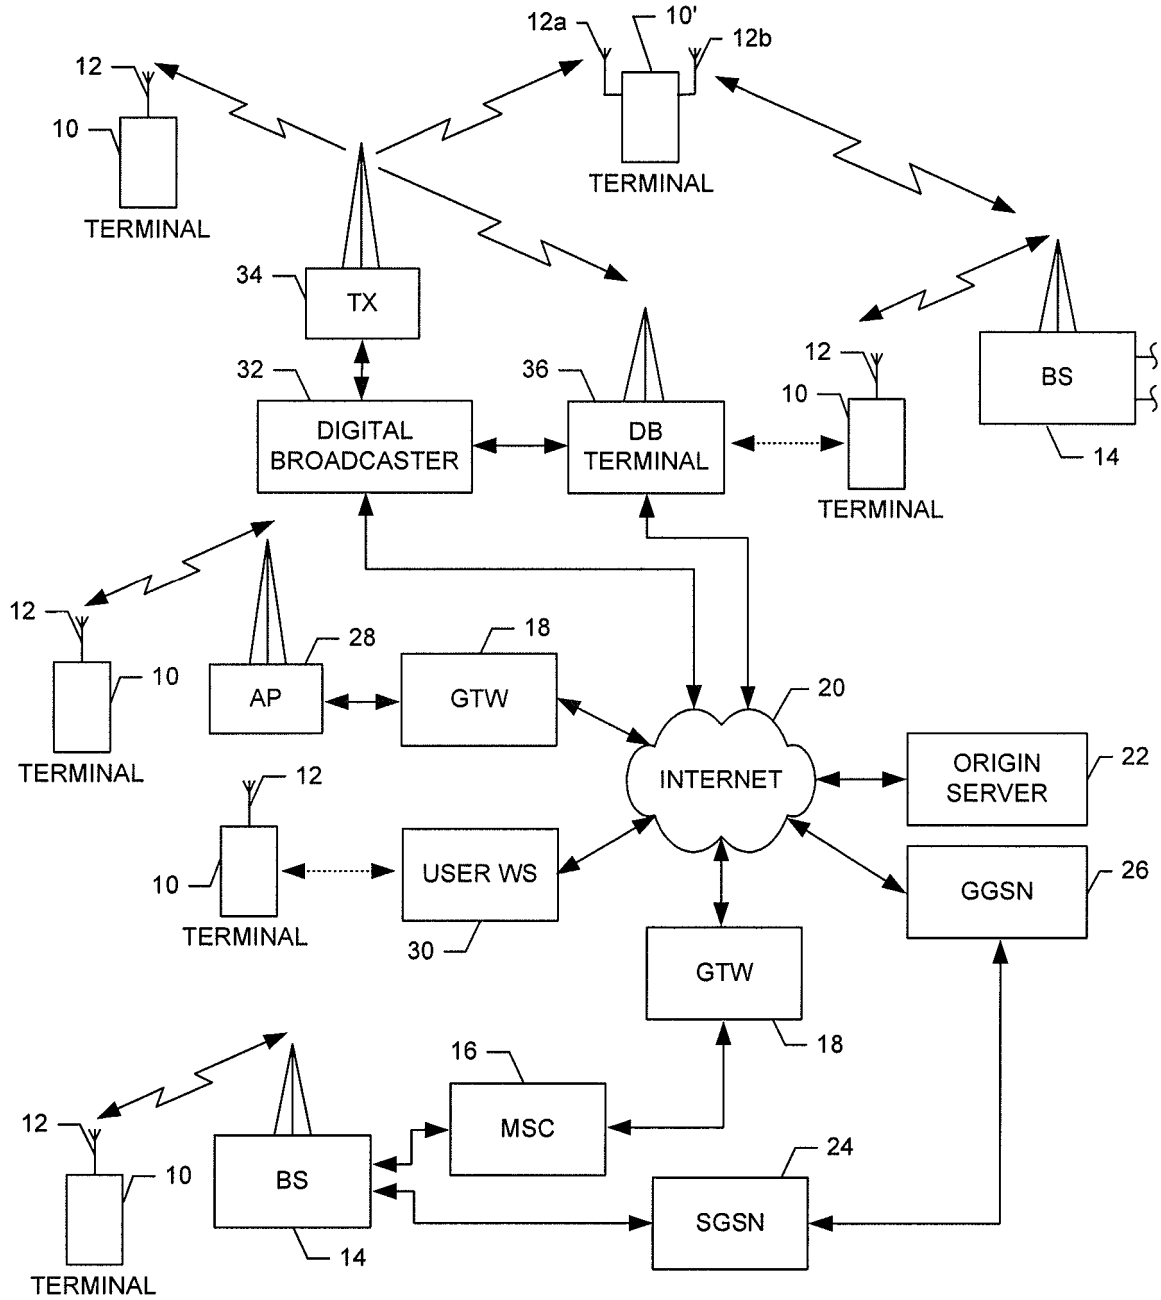 12a
10'
12b
12
10
TERMINAL
TERMINAL
34
TX
32
36
12
10
BS
DIGITAL
BROADCASTER
DB
TERMINAL
14
TERMINAL
12
28
18
10
AP
GTW
20
TERMINAL
12
INTERNET
ORIGIN
SERVER
22
10
USER WS
GGSN
26
TERMINAL
30
GTW
18
16
12
MSC
10
BS
24
SGSN
14
TERMINAL